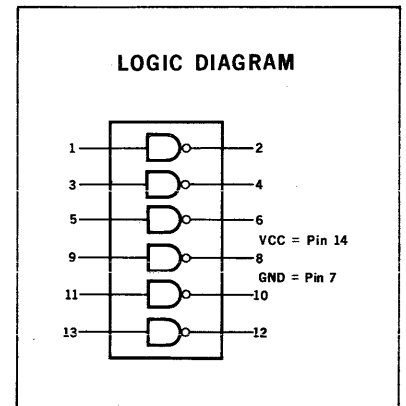 LOGIC DIAGRAM
1 2
3 4
5 6
VCC = Pin 14
9 8
GND = Pin 7
11 10
13 12